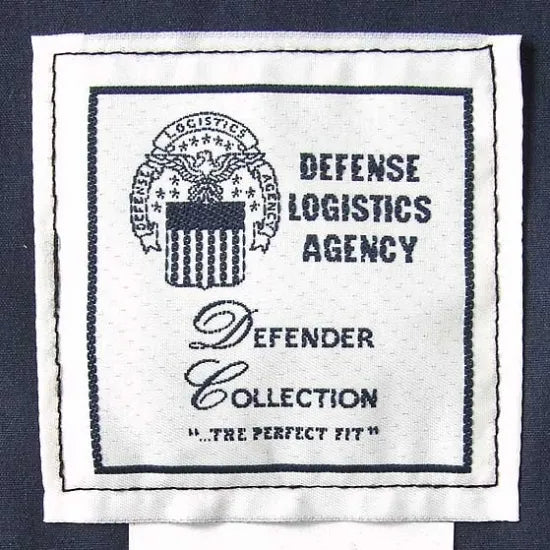 LOGISTICS
DEFENSE
AGENCY
DEFENSE
LOGISTICS
AGENCY
DEFENDER
COLLECTION
"...THE PERFECT FIT"